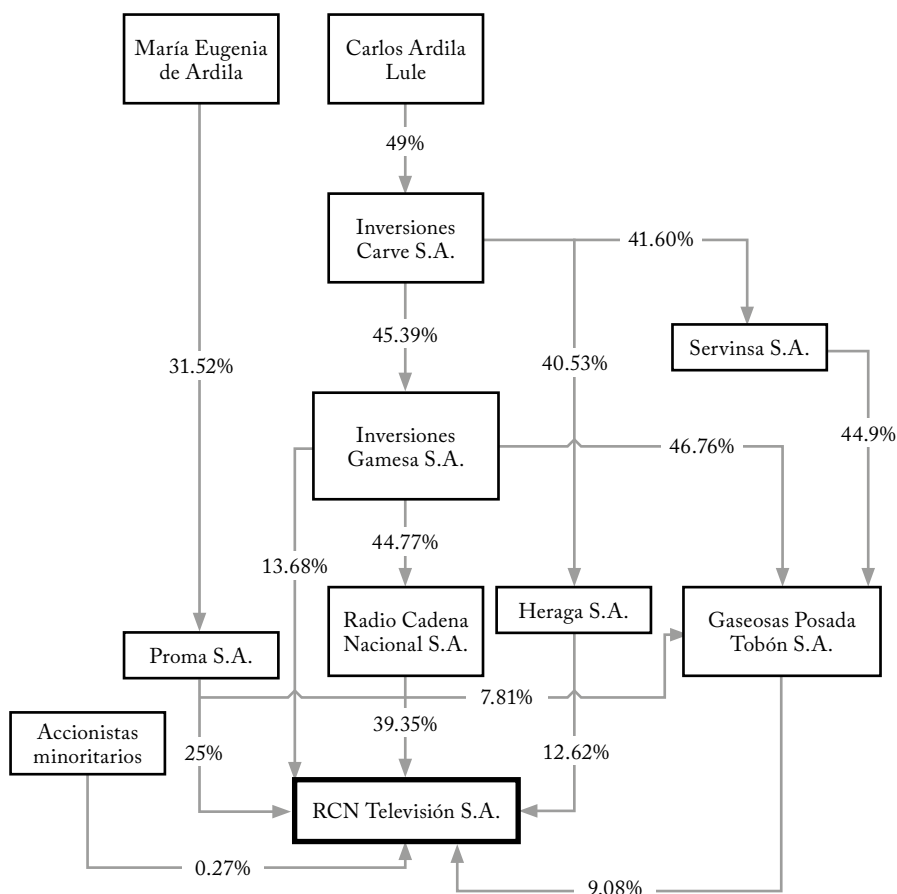 María Eugenia
de Ardila
Carlos Ardila
Lule
49%
Inversiones
Carve S.A.
41.60%
45.39%
31.52%
40.53%
Servinsa S.A.
Inversiones
Gamesa S.A.
46.76%
44.9%
13.68%
44.77%
Radio Cadena
Nacional S.A.
Heraga S.A.
Gaseosas Posada
Tobón S.A.
Proma S.A.
7.81%
Accionistas
minoritarios
25%
39.35%
12.62%
RCN Televisión S.A.
0.27%
9.08%